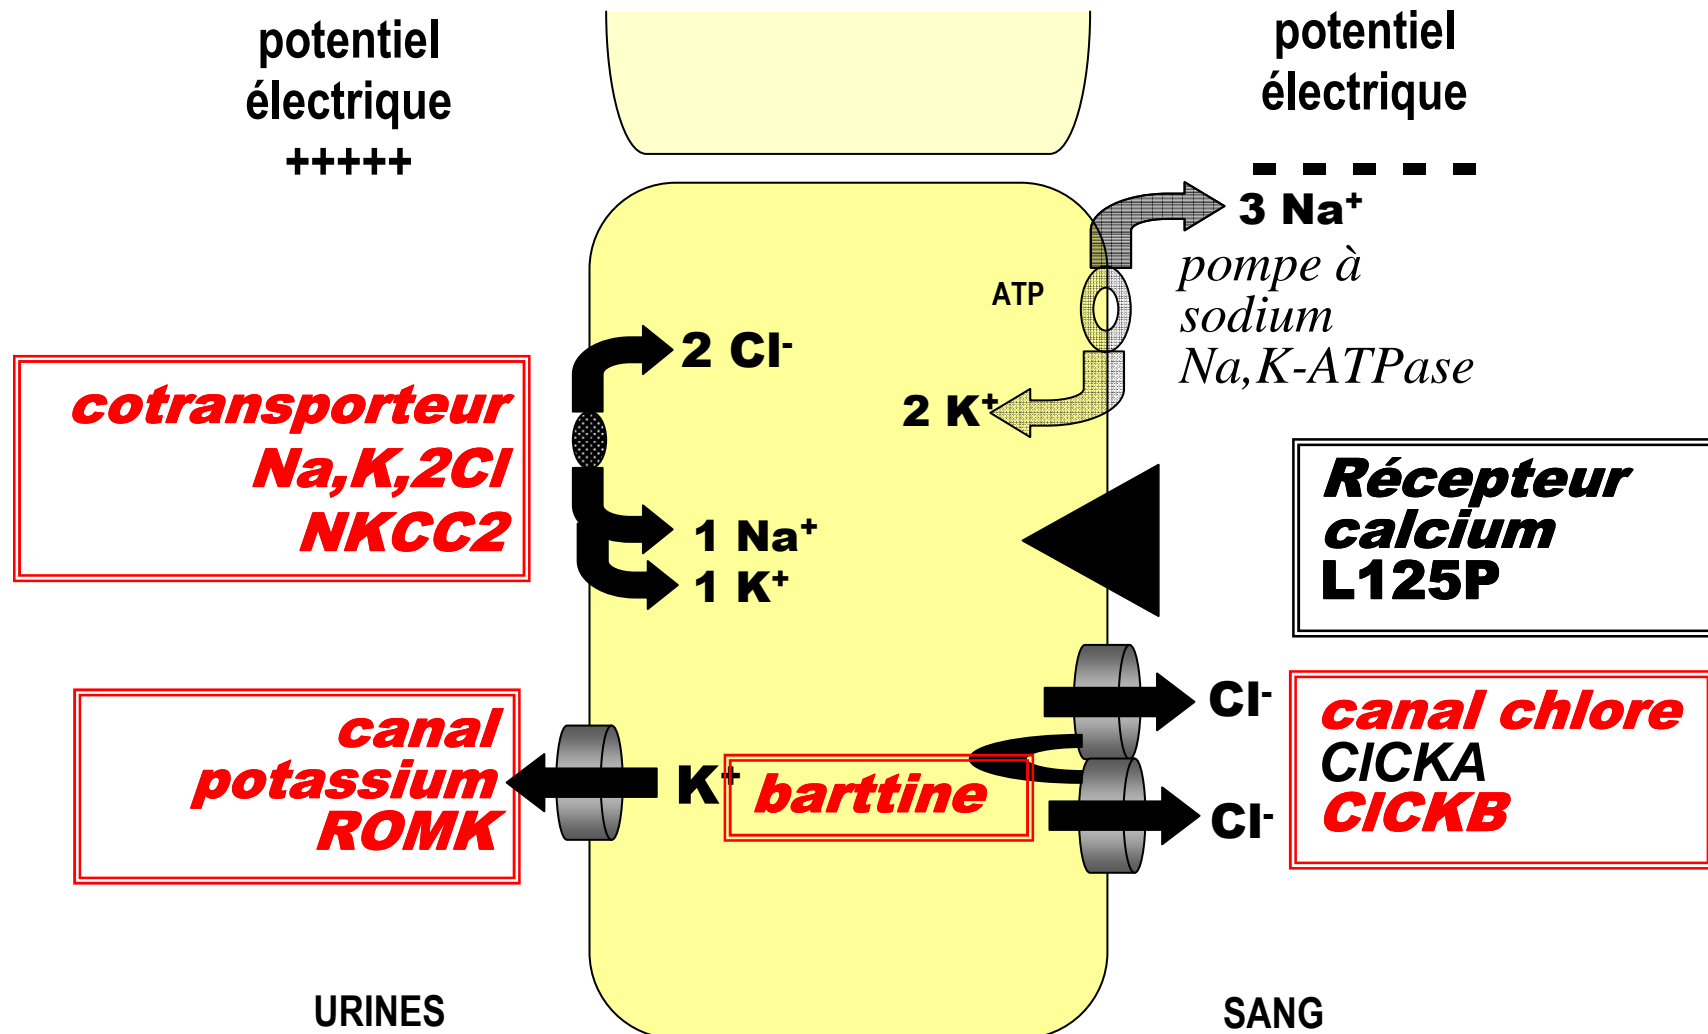 potentiel
électrique
+++++
potentiel
électrique
- - - - -
3 Na⁺
pompe à
sodium
Na,K-ATPase
ATP
2 K⁺
2 Cl⁻
cotransporteur
Na,K,2Cl
NKCC2
1 Na⁺
1 K⁺
Récepteur
calcium
L125P
canal
potassium
ROMK
K⁺
barttine
Cl⁻
Cl⁻
canal chlore
ClCKA
ClCKB
URINES
SANG